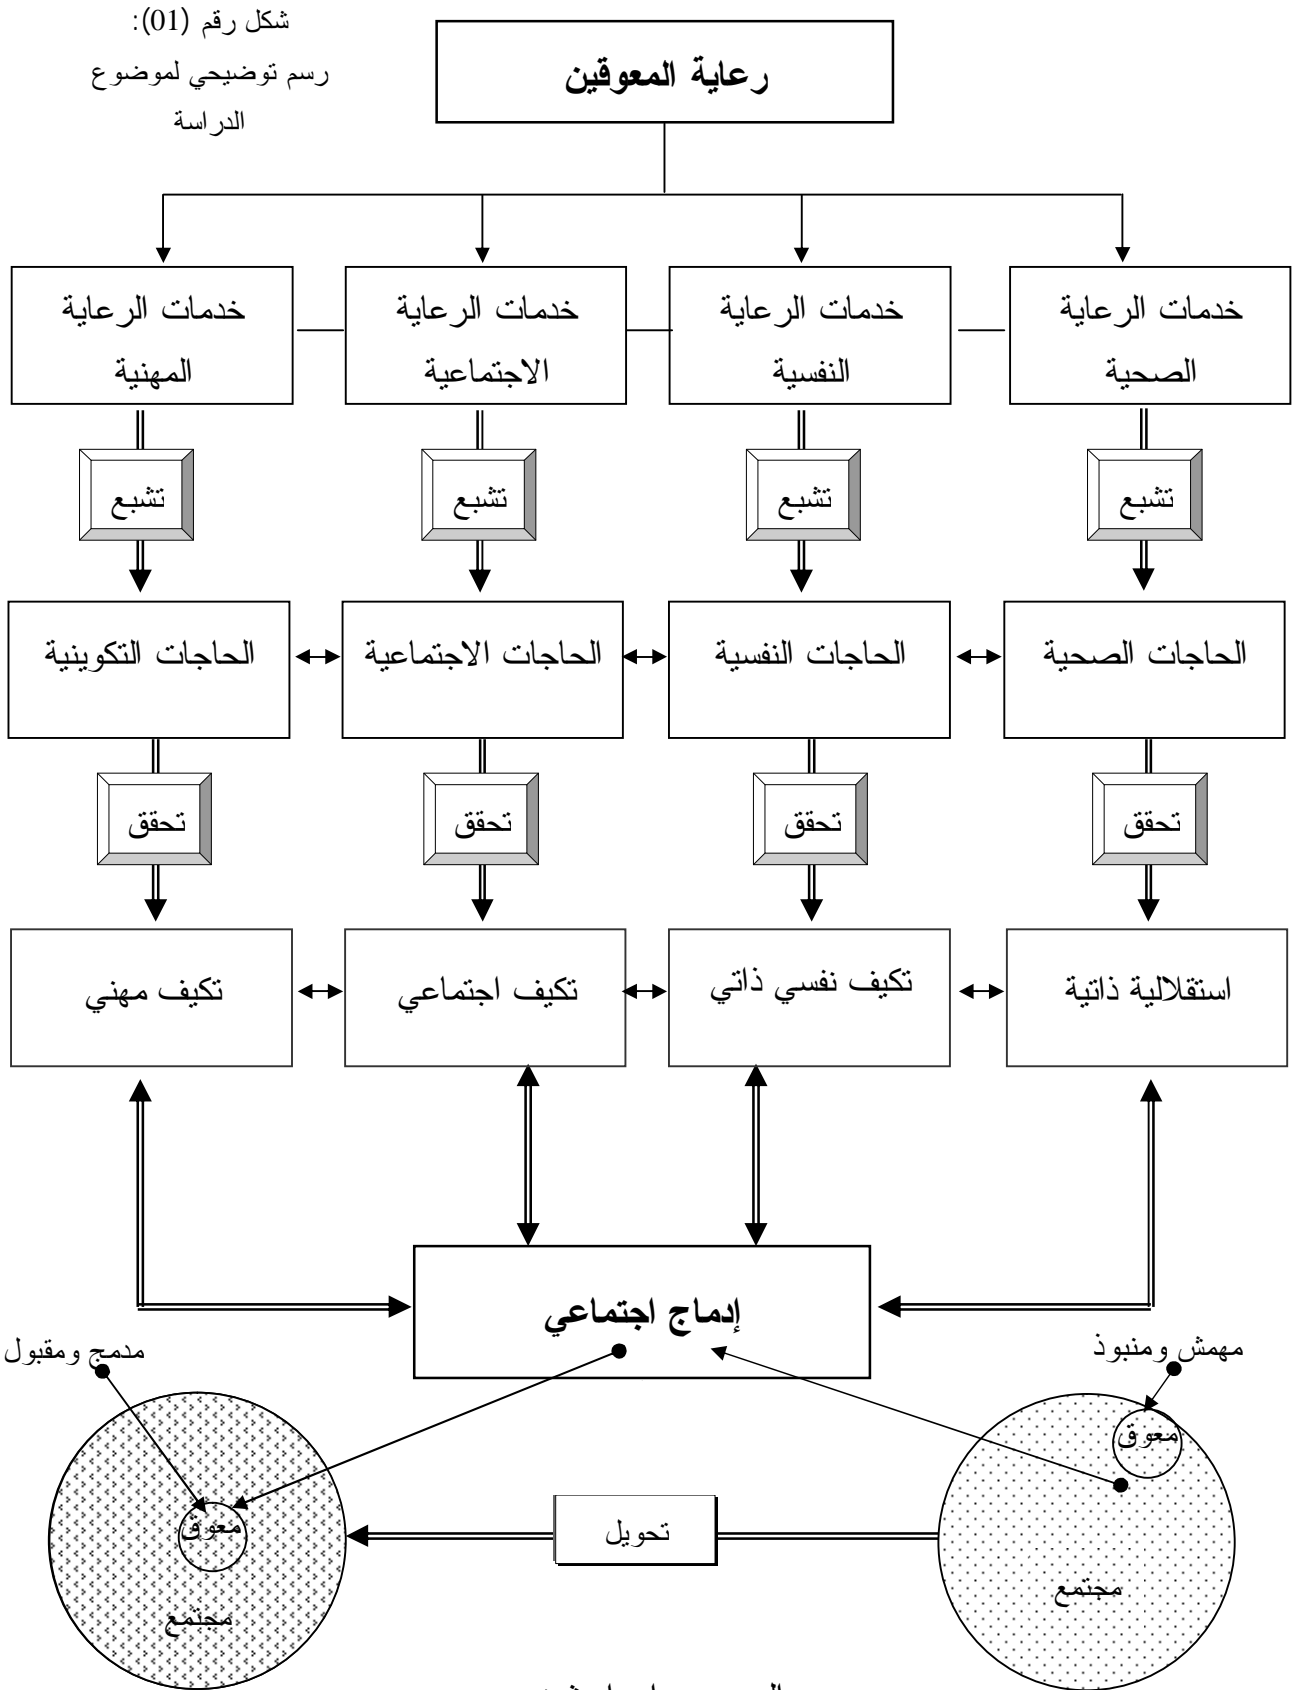 شكل رقم (01):
رسم توضيحي لموضوع
الدراسة
رعاية المعوقين
خدمات الرعاية
الصحية
خدمات الرعاية
النفسية
خدمات الرعاية
الاجتماعية
خدمات الرعاية
المهنية
تشبع
تشبع
تشبع
تشبع
الحاجات الصحية
الحاجات النفسية
الحاجات الاجتماعية
الحاجات التكوينية
تحقق
تحقق
تحقق
تحقق
استقلالية ذاتية
تكيف نفسي ذاتي
تكيف اجتماعي
تكيف مهني
إدماج اجتماعي
مهمش ومنبوذ
مدمج ومقبول
معوق
معوق
تحويل
مجتمع
مجتمع